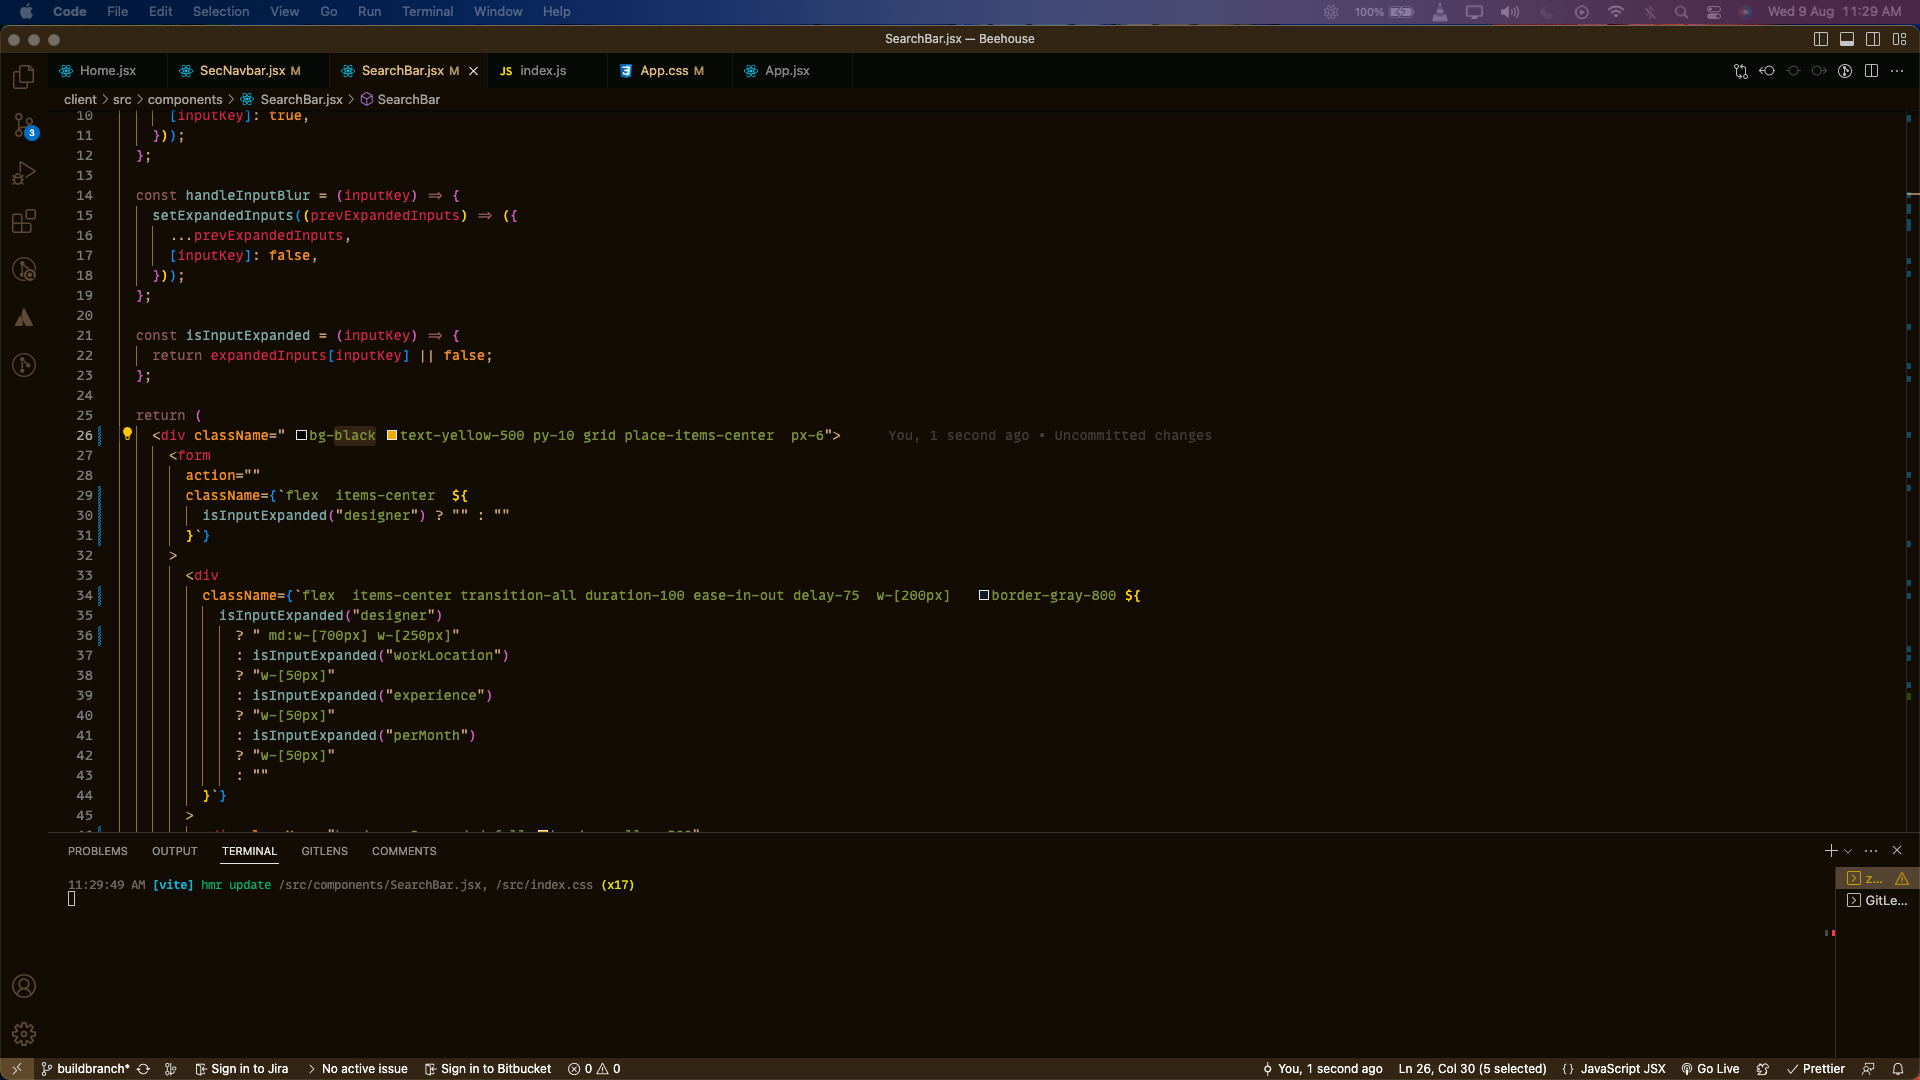 Code File Edit Selection View Go Run Terminal Window Help 100% Wed 9 Aug 11:29 AM
SearchBar.jsx — Beehouse
Home.jsx SecNavbar.jsx M SearchBar.jsx M JS index.js App.css M App.jsx
client > src > components > SearchBar.jsx > SearchBar
10 [inputKey]: true,
11 }));
12 };
13
14 const handleInputBlur = (inputKey) => {
15 setExpandedInputs((prevExpandedInputs) => ({
16 ...prevExpandedInputs,
17 [inputKey]: false,
18 }));
19 };
20
21 const isInputExpanded = (inputKey) => {
22 return expandedInputs[inputKey] || false;
23 };
24
25 return (
26 <div className=" bg-black text-yellow-500 py-10 grid place-items-center  px-6"> You, 1 second ago • Uncommitted changes
27 <form
28 action=""
29 className={`flex  items-center  ${
30 isInputExpanded("designer") ? "" : ""
31 }`}
32 >
33 <div
34 className={`flex  items-center transition-all duration-100 ease-in-out delay-75  w-[200px]   border-gray-800 ${
35 isInputExpanded("designer")
36 ? " md:w-[700px] w-[250px]"
37 : isInputExpanded("workLocation")
38 ? "w-[50px]"
39 : isInputExpanded("experience")
40 ? "w-[50px]"
41 : isInputExpanded("perMonth")
42 ? "w-[50px]"
43 : ""
44 }`}
45 >
PROBLEMS OUTPUT TERMINAL GITLENS COMMENTS
11:29:49 AM [vite] hmr update /src/components/SearchBar.jsx, /src/index.css (x17)
z...
GitLe...
3
buildbranch* Sign in to Jira No active issue Sign in to Bitbucket 0 0 You, 1 second ago Ln 26, Col 30 (5 selected) {} JavaScript JSX Go Live Prettier